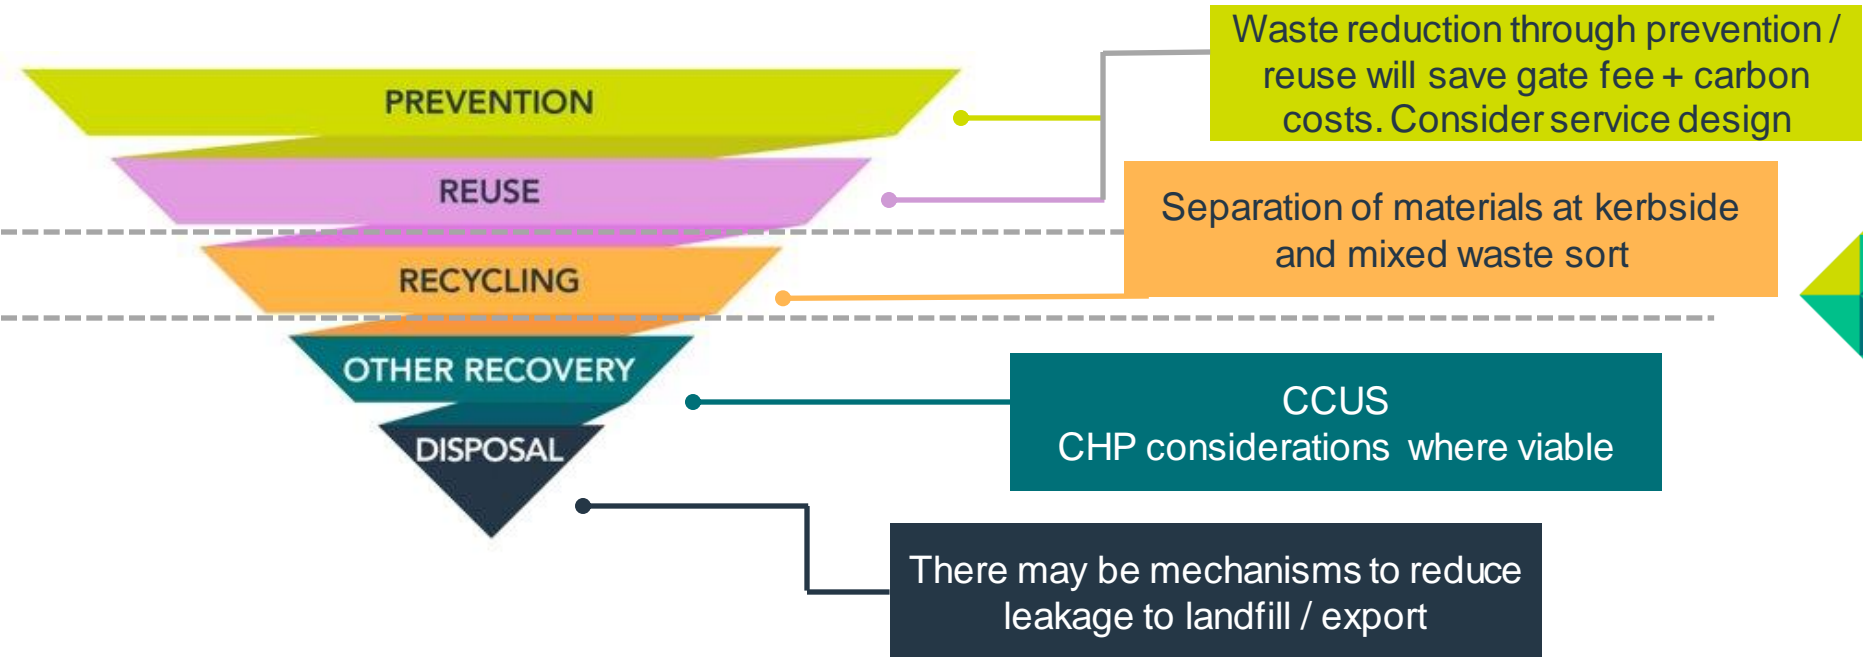 PREVENTION
REUSE
RECYCLING
OTHER RECOVERY
DISPOSAL
Waste reduction through prevention /
reuse will save gate fee + carbon
costs. Consider service design
Separation of materials at kerbside
and mixed waste sort
CCUS
CHP considerations where viable
There may be mechanisms to reduce
leakage to landfill / export